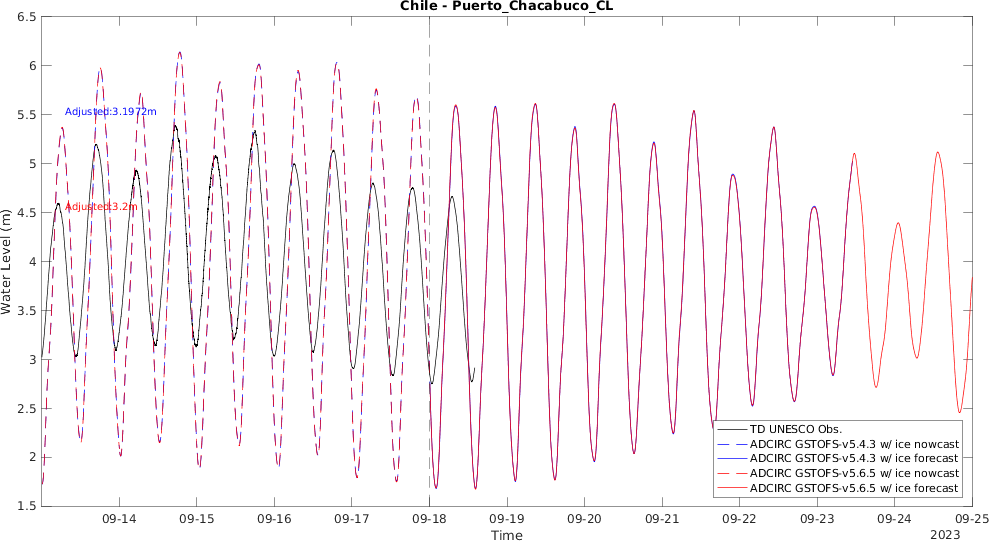 Chile - Puerto_Chacabuco_CL
6.5
6
5.5
5
4.5
4
3.5
3
2.5
2
1.5
Water Level (m)
Adjusted:3.1972m
Adjusted:3.2m
TD UNESCO Obs.
ADCIRC GSTOFS-v5.4.3 w/ ice nowcast
ADCIRC GSTOFS-v5.4.3 w/ ice forecast
ADCIRC GSTOFS-v5.6.5 w/ ice nowcast
ADCIRC GSTOFS-v5.6.5 w/ ice forecast
09-14 09-15 09-16 09-17 09-18 09-19 09-20 09-21 09-22 09-23 09-24 09-25
Time
2023